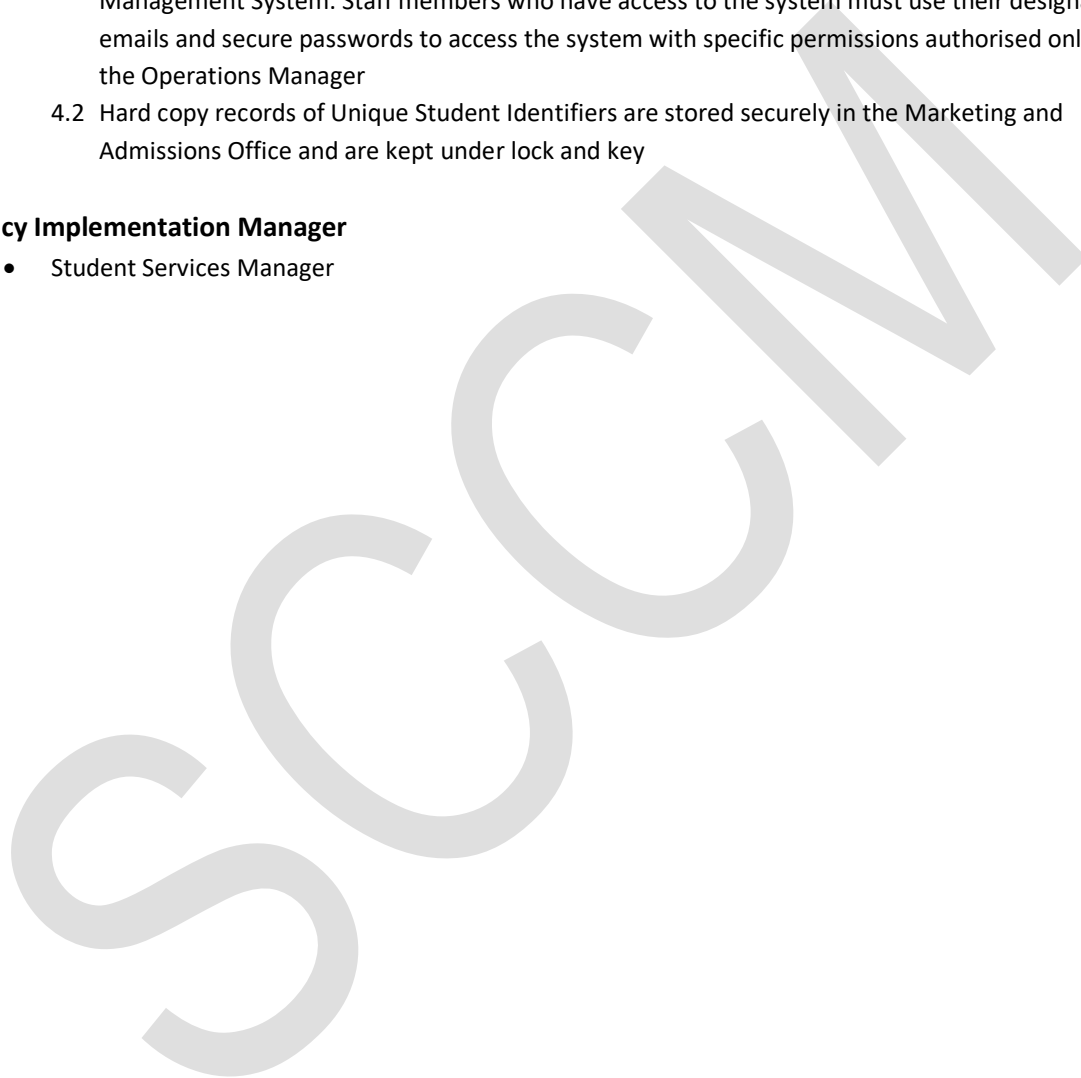 Management System. Staff members who have access to the system must use their
emails and secure passwords to access the system with specific permissions authorised
the Operations Manager
4.2 Hard copy records of Unique Student Identifiers are stored securely in the Marketing and
Admissions Office and are kept under lock and key
Implementation Manager
• Student Services Manager
SCCM